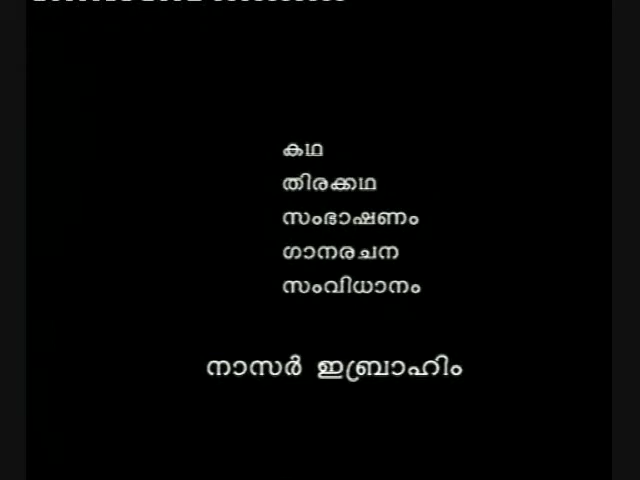 കഥ
തിരക്കഥ
സംഭാഷണം
ഗാനരചന
സംവിധാനം
നാസർ ഇബ്രാഹിം